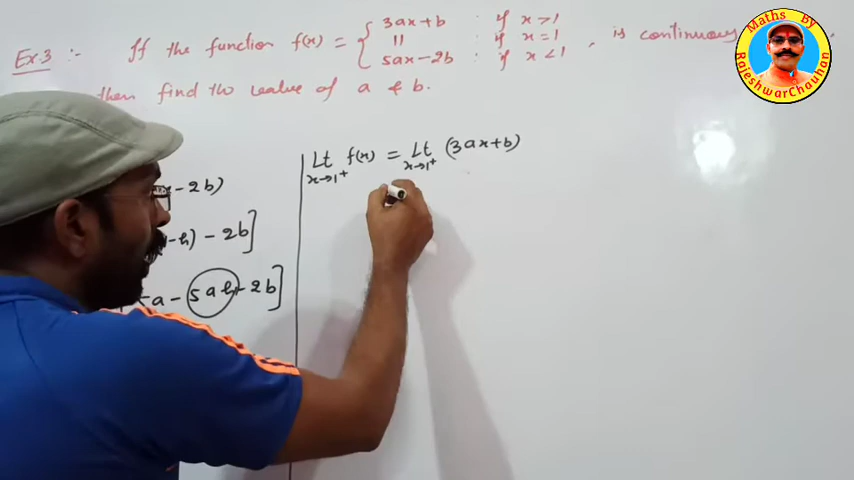 Ex.3 :- If the function f(x) = { 3ax+b : if x>1
11 : if x=1
5ax-2b : if x<1 , is continuous
then find the value of a & b.
Maths By
RajeshwarChauhan
-2b)
-h) - 2b]
-a - 5ah - 2b]
Lt x→1⁺ f(x) = Lt x→1⁺ (3ax+b)